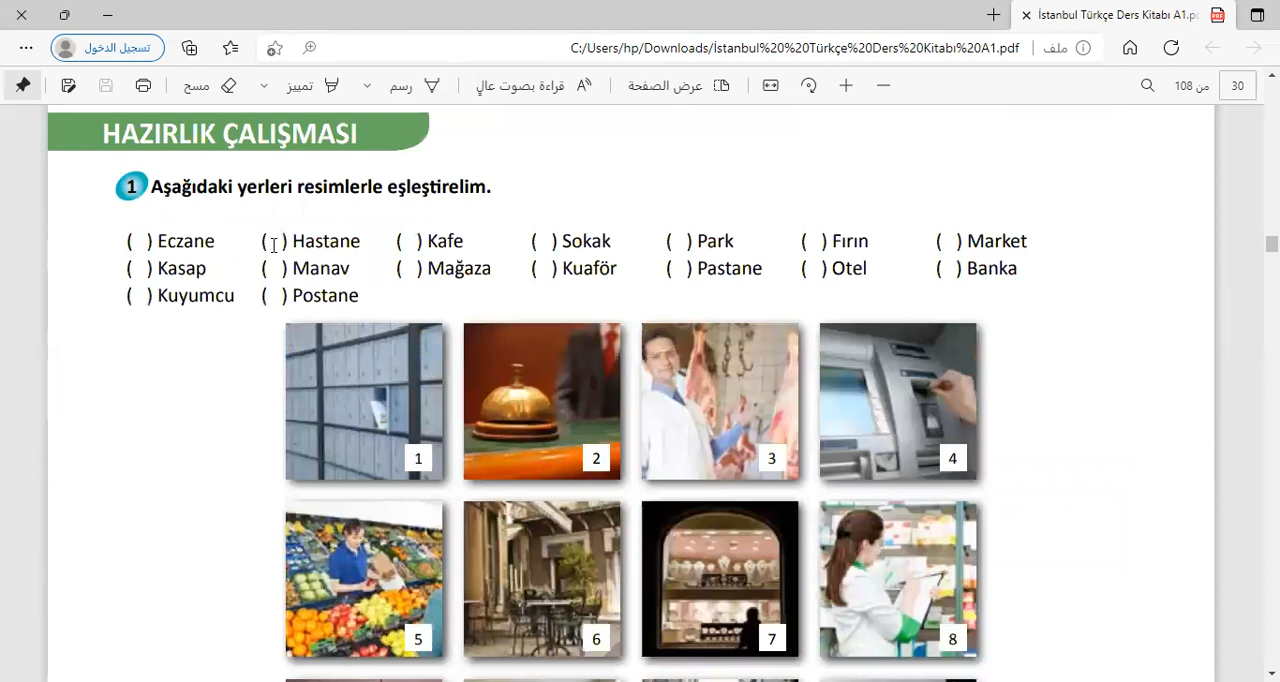 İstanbul Türkçe Ders Kitabı A1.pd
تسجيل الدخول
C:/Users/hp/Downloads/İstanbul%20%20Türkçe%20Ders%20Kitabı%20A1.pdf
ملف
مسح
تمييز
رسم
قراءة بصوت عالٍ
عرض الصفحة
30 من 108
HAZIRLIK ÇALIŞMASI
1 Aşağıdaki yerleri resimlerle eşleştirelim.
( ) Eczane ( ) Hastane ( ) Kafe ( ) Sokak ( ) Park ( ) Fırın ( ) Market
( ) Kasap ( ) Manav ( ) Mağaza ( ) Kuaför ( ) Pastane ( ) Otel ( ) Banka
( ) Kuyumcu ( ) Postane
1 2 3 4
5 6 7 8